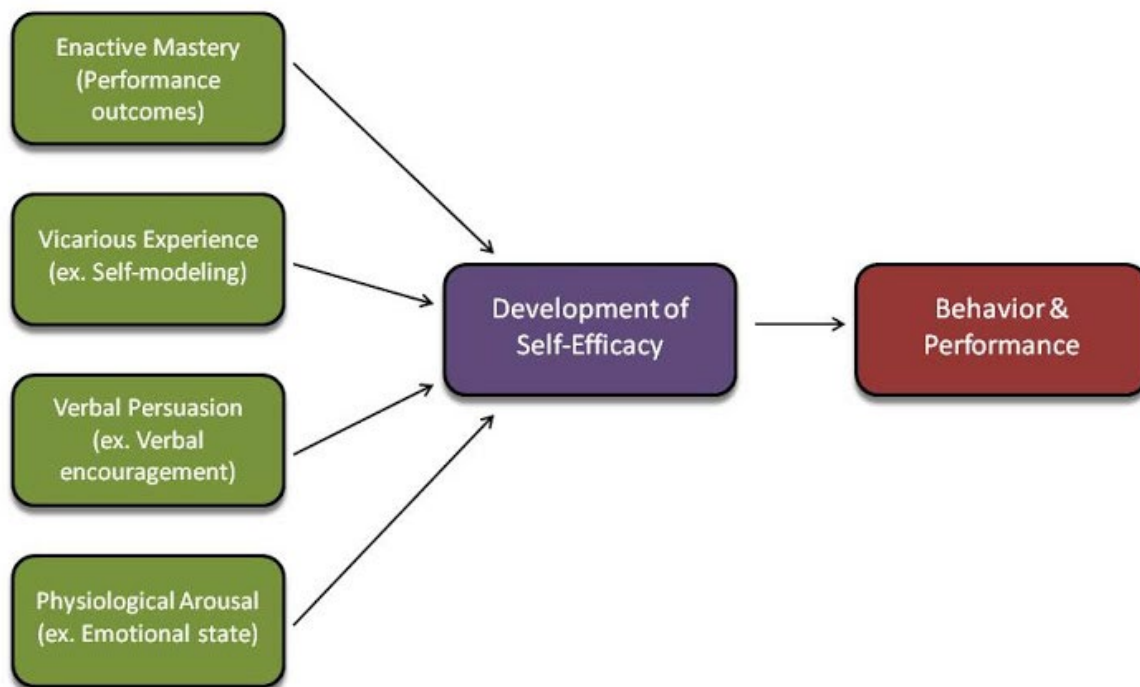 Enactive Mastery
(Performance
outcomes)
Vicarious Experience
(ex. Self-modeling)
Verbal Persuasion
(ex. Verbal
encouragement)
Physiological Arousal
(ex. Emotional state)
Development of
Self-Efficacy
Behavior &
Performance